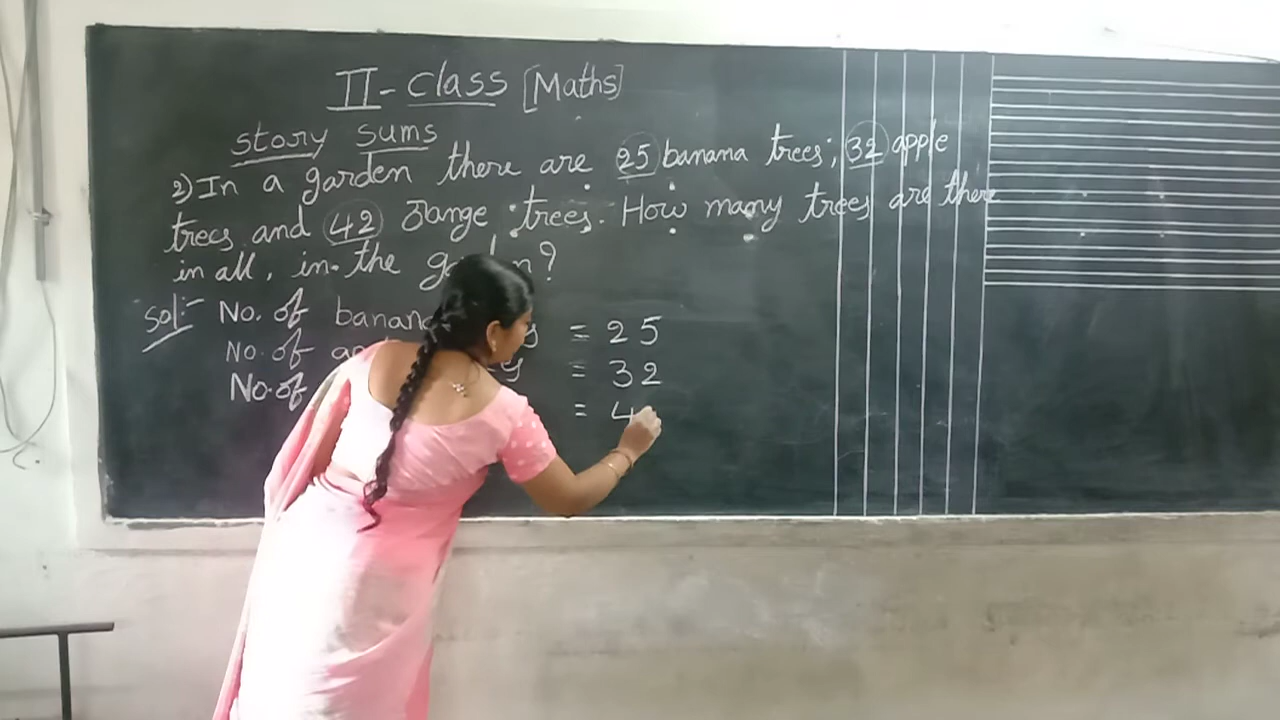 II - Class [Maths]
story sums
2) In a garden there are 25 banana trees; 32 apple
trees and 42 orange trees. How many trees are there
in all, in the garden?
Sol:- No. of banana = 25
No. of = 32
No. of = 4